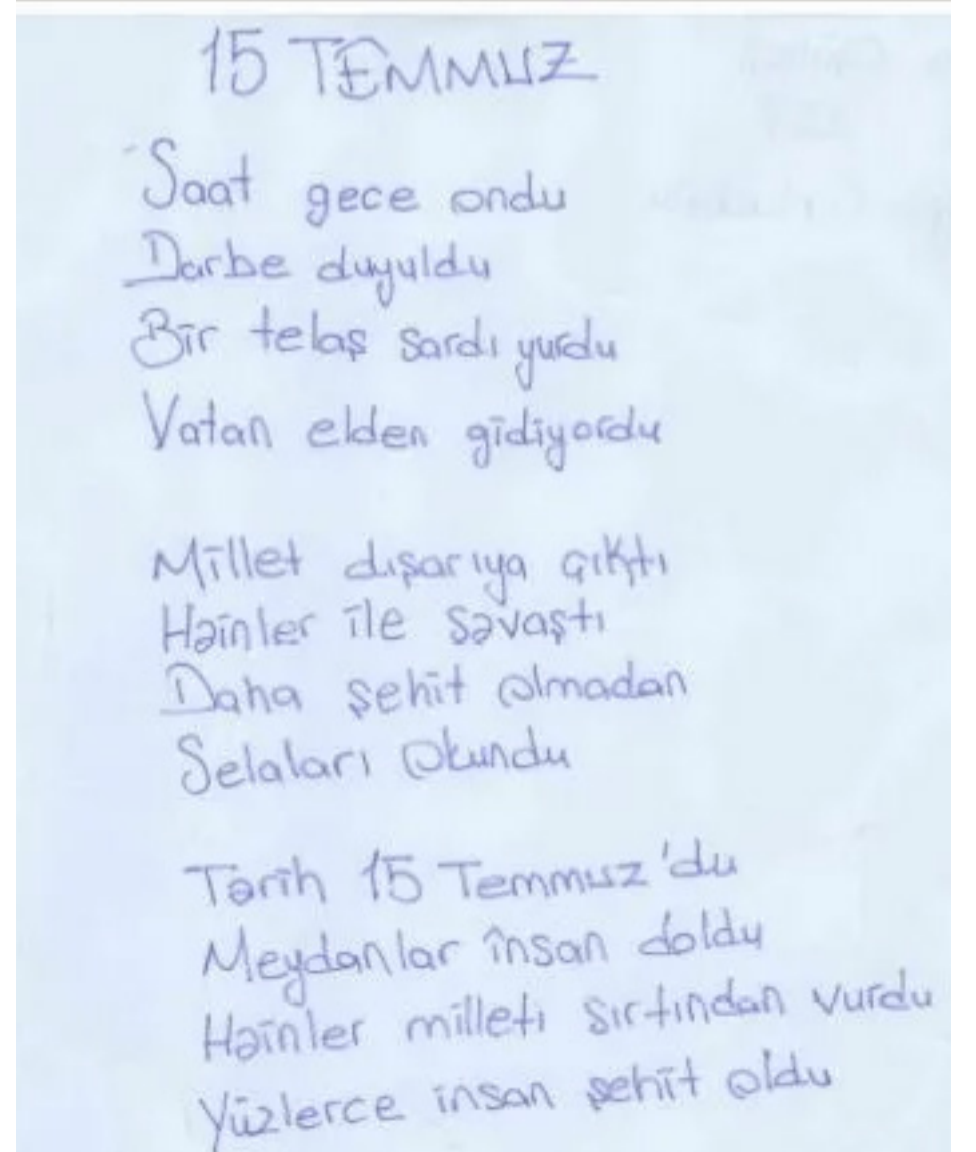 15 TEMMUZ
Saat gece ondu
Darbe duyuldu
Bir telaş sardı yurdu
Vatan elden gidiyordu
Millet dışarıya çıktı
Hainler ile savaştı
Daha şehit olmadan
Selaları okundu
Tarih 15 Temmuz'du
Meydanlar insan doldu
Hainler milleti sırtından vurdu
Yüzlerce insan şehit oldu